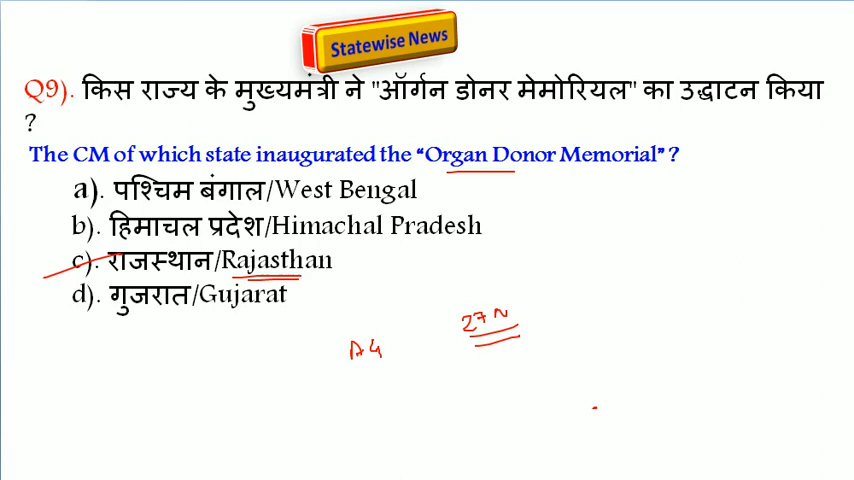 Statewise News
Q9). किस राज्य के मुख्यमंत्री ने "ऑर्गन डोनर मेमोरियल" का उद्घाटन किया
?
The CM of which state inaugurated the “Organ Donor Memorial”?
a). पश्चिम बंगाल/West Bengal
b). हिमाचल प्रदेश/Himachal Pradesh
c). राजस्थान/Rajasthan
d). गुजरात/Gujarat
27 N